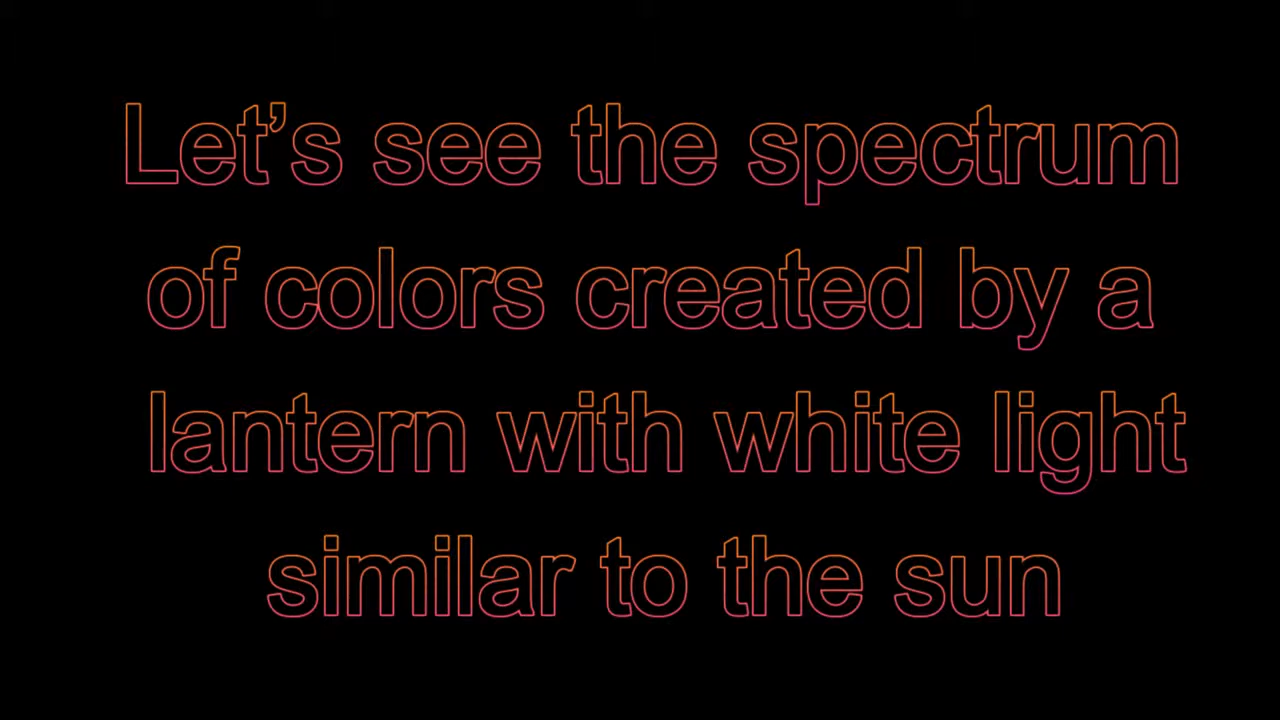 Let’s see the spectrum
of colors created by a
lantern with white light
similar to the sun